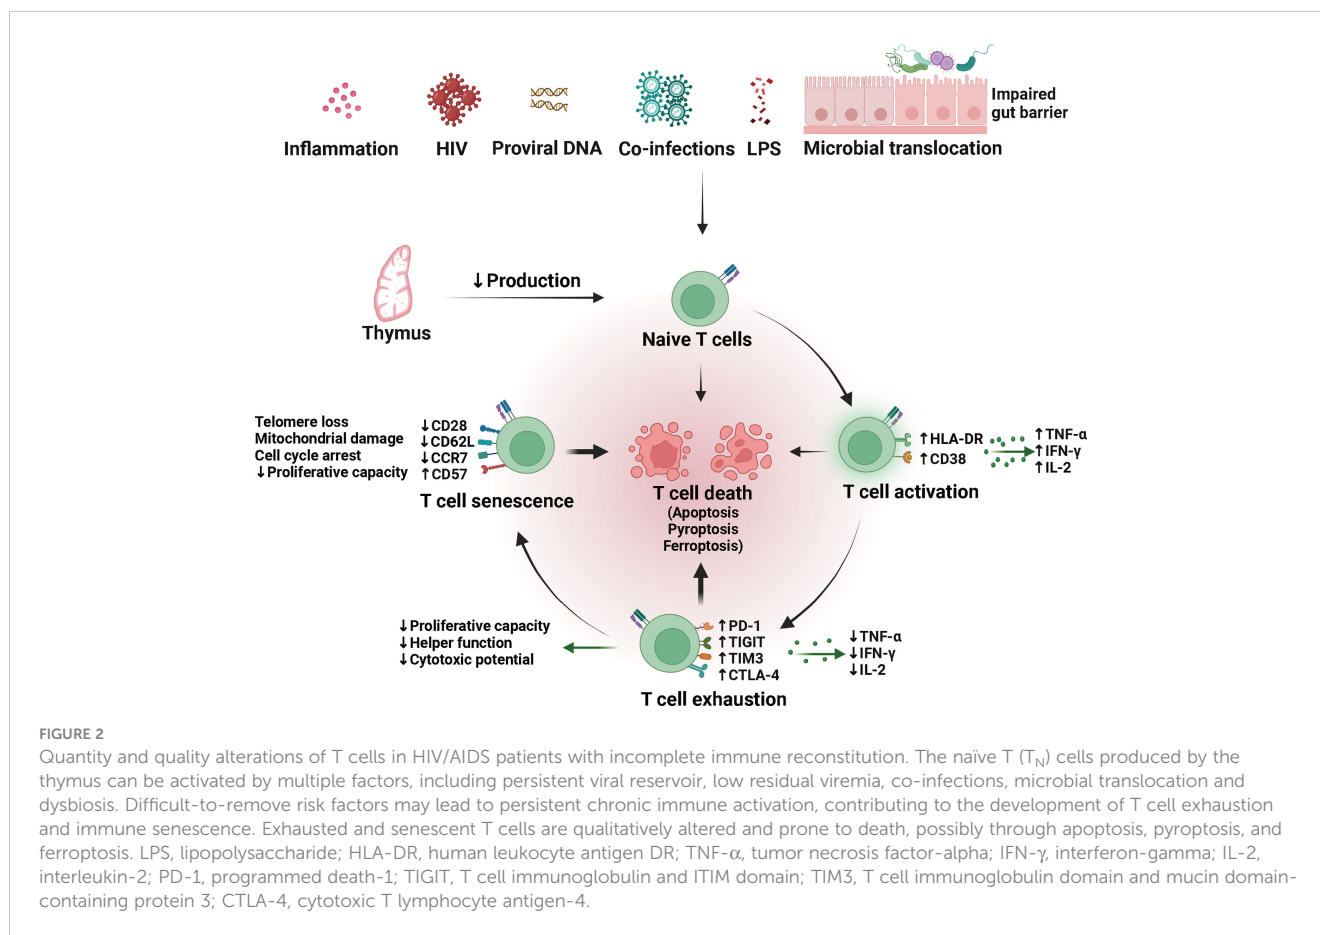 Impaired
gut barrier
Inflammation
HIV
Proviral DNA
Co-infections
LPS
Microbial translocation
↓Production
Thymus
Naive T cells
Telomere loss
Mitochondrial damage
Cell cycle arrest
↓Proliferative capacity
↓CD28
↓CD62L
↓CCR7
↑CD57
T cell senescence
T cell death
(Apoptosis
Pyroptosis
Ferroptosis)
↑HLA-DR
↑CD38
↑TNF-α
↑IFN-γ
↑IL-2
T cell activation
↓Proliferative capacity
↓Helper function
↓Cytotoxic potential
↑PD-1
↑TIGIT
↑TIM3
↑CTLA-4
↓TNF-α
↓IFN-γ
↓IL-2
T cell exhaustion
FIGURE 2
Quantity and quality alterations of T cells in HIV/AIDS patients with incomplete immune reconstitution. The naïve T (TN) cells produced by the
thymus can be activated by multiple factors, including persistent viral reservoir, low residual viremia, co-infections, microbial translocation and
dysbiosis. Difficult-to-remove risk factors may lead to persistent chronic immune activation, contributing to the development of T cell exhaustion
and immune senescence. Exhausted and senescent T cells are qualitatively altered and prone to death, possibly through apoptosis, pyroptosis, and
ferroptosis. LPS, lipopolysaccharide; HLA-DR, human leukocyte antigen DR; TNF-α, tumor necrosis factor-alpha; IFN-γ, interferon-gamma; IL-2,
interleukin-2; PD-1, programmed death-1; TIGIT, T cell immunoglobulin and ITIM domain; TIM3, T cell immunoglobulin domain and mucin domain-
containing protein 3; CTLA-4, cytotoxic T lymphocyte antigen-4.